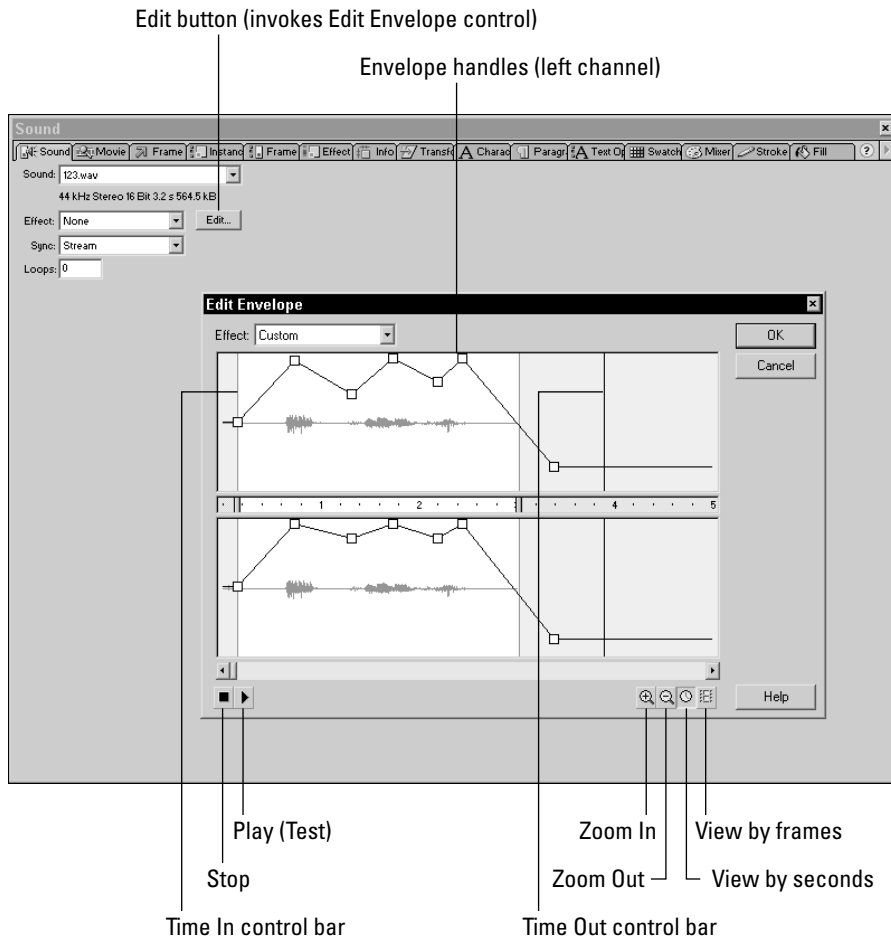 Edit button (invokes Edit Envelope control)
Envelope handles (left channel)
Sound
Sound Movie Frame Instanc Frame Effect Info Transfo Charac Paragr Text Op Swatch Mixer Stroke Fill ?
Sound: 123.wav
44 kHz Stereo 16 Bit 3.2 s 564.5 kB
Effect: None Edit...
Sync: Stream
Loops: 0
Edit Envelope
Effect: Custom OK
Cancel
1 2 4 5
Help
Play (Test) Zoom In View by frames
Stop Zoom Out View by seconds
Time In control bar Time Out control bar